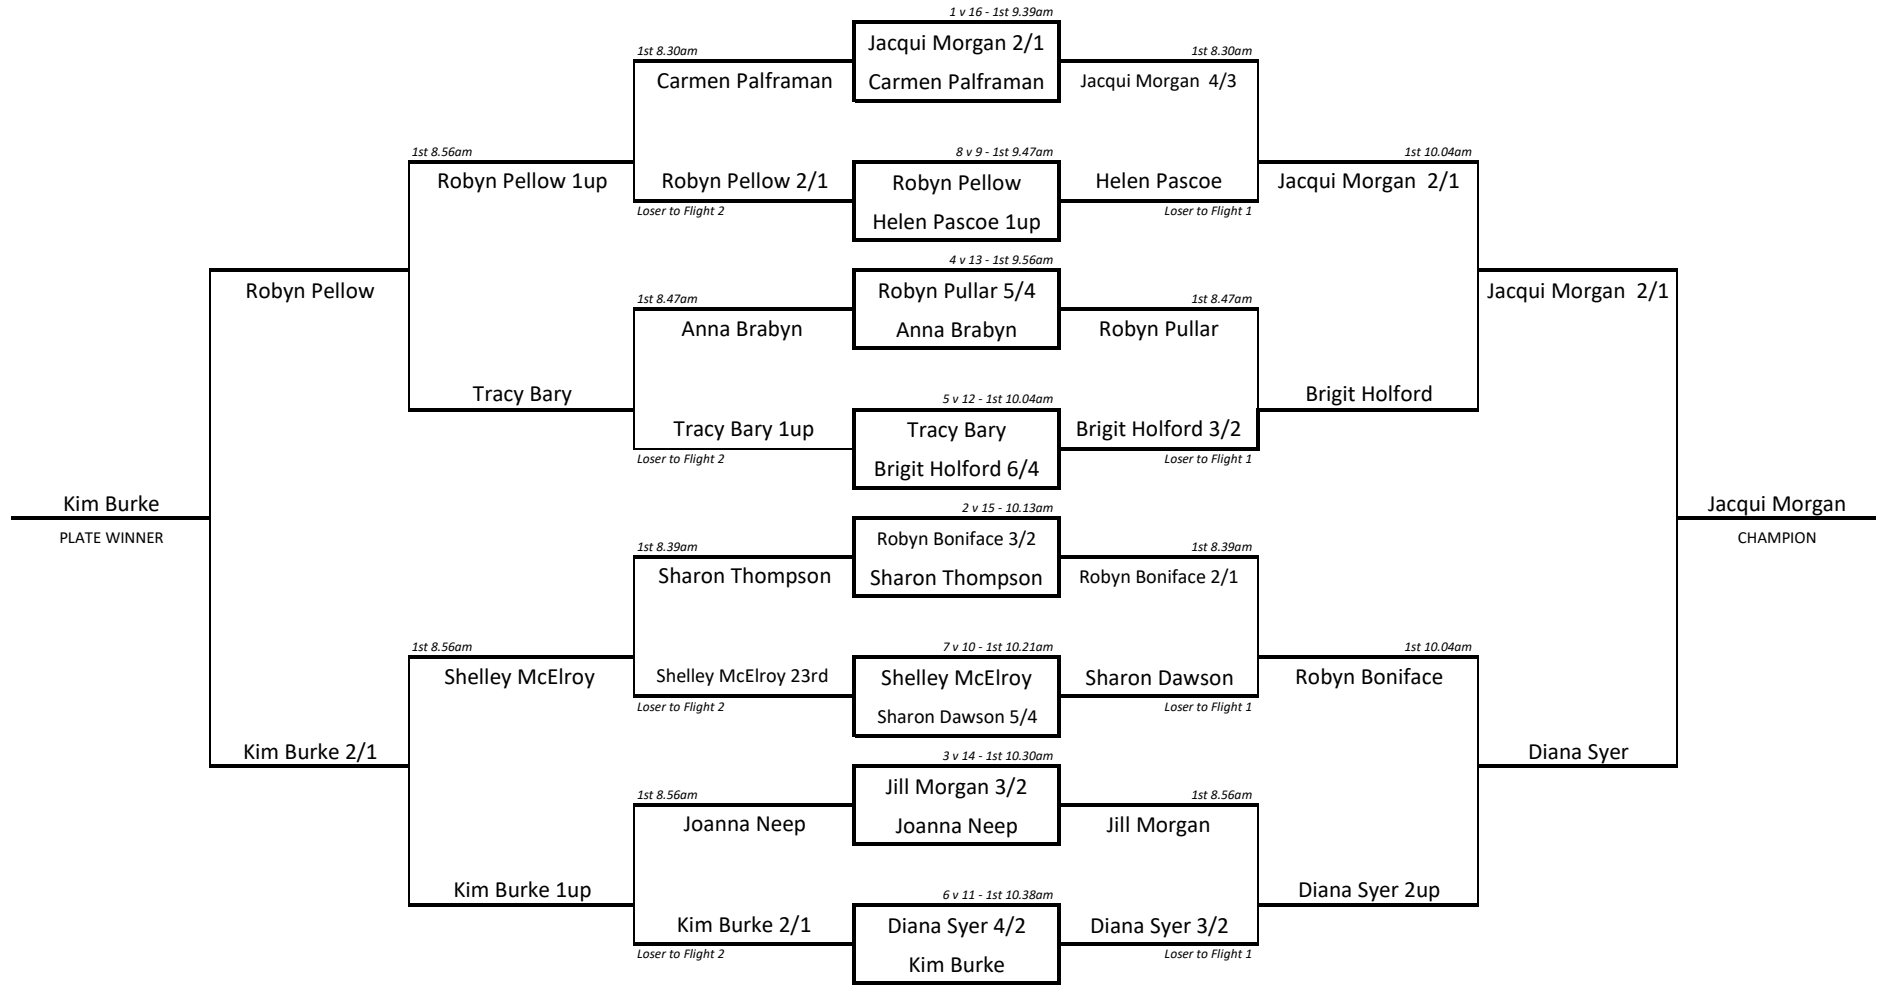 1 v 16 - 1st 9.39am
Jacqui Morgan 2/1
1st 8.30am
1st 8.30am
Carmen Palframan
Carmen Palframan
Jacqui Morgan 4/3
1st 8.56am
8 v 9 - 1st 9.47am
1st 10.04am
Robyn Pellow 1up
Robyn Pellow 2/1
Robyn Pellow
Helen Pascoe
Jacqui Morgan 2/1
Loser to Flight 2
Helen Pascoe 1up
Loser to Flight 1
4 v 13 - 1st 9.56am
Robyn Pellow
Robyn Pullar 5/4
Jacqui Morgan 2/1
1st 8.47am
1st 8.47am
Anna Brabyn
Anna Brabyn
Robyn Pullar
Tracy Bary
5 v 12 - 1st 10.04am
Brigit Holford
Tracy Bary 1up
Tracy Bary
Brigit Holford 3/2
Loser to Flight 2
Brigit Holford 6/4
Loser to Flight 1
Kim Burke
2 v 15 - 10.13am
Jacqui Morgan
PLATE WINNER
Robyn Boniface 3/2
CHAMPION
1st 8.39am
1st 8.39am
Sharon Thompson
Sharon Thompson
Robyn Boniface 2/1
1st 8.56am
7 v 10 - 1st 10.21am
1st 10.04am
Shelley McElroy
Shelley McElroy 23rd
Shelley McElroy
Sharon Dawson
Robyn Boniface
Loser to Flight 2
Sharon Dawson 5/4
Loser to Flight 1
Kim Burke 2/1
3 v 14 - 1st 10.30am
Diana Syer
Jill Morgan 3/2
1st 8.56am
1st 8.56am
Joanna Neep
Joanna Neep
Jill Morgan
Kim Burke 1up
6 v 11 - 1st 10.38am
Diana Syer 2up
Kim Burke 2/1
Diana Syer 4/2
Diana Syer 3/2
Loser to Flight 2
Kim Burke
Loser to Flight 1